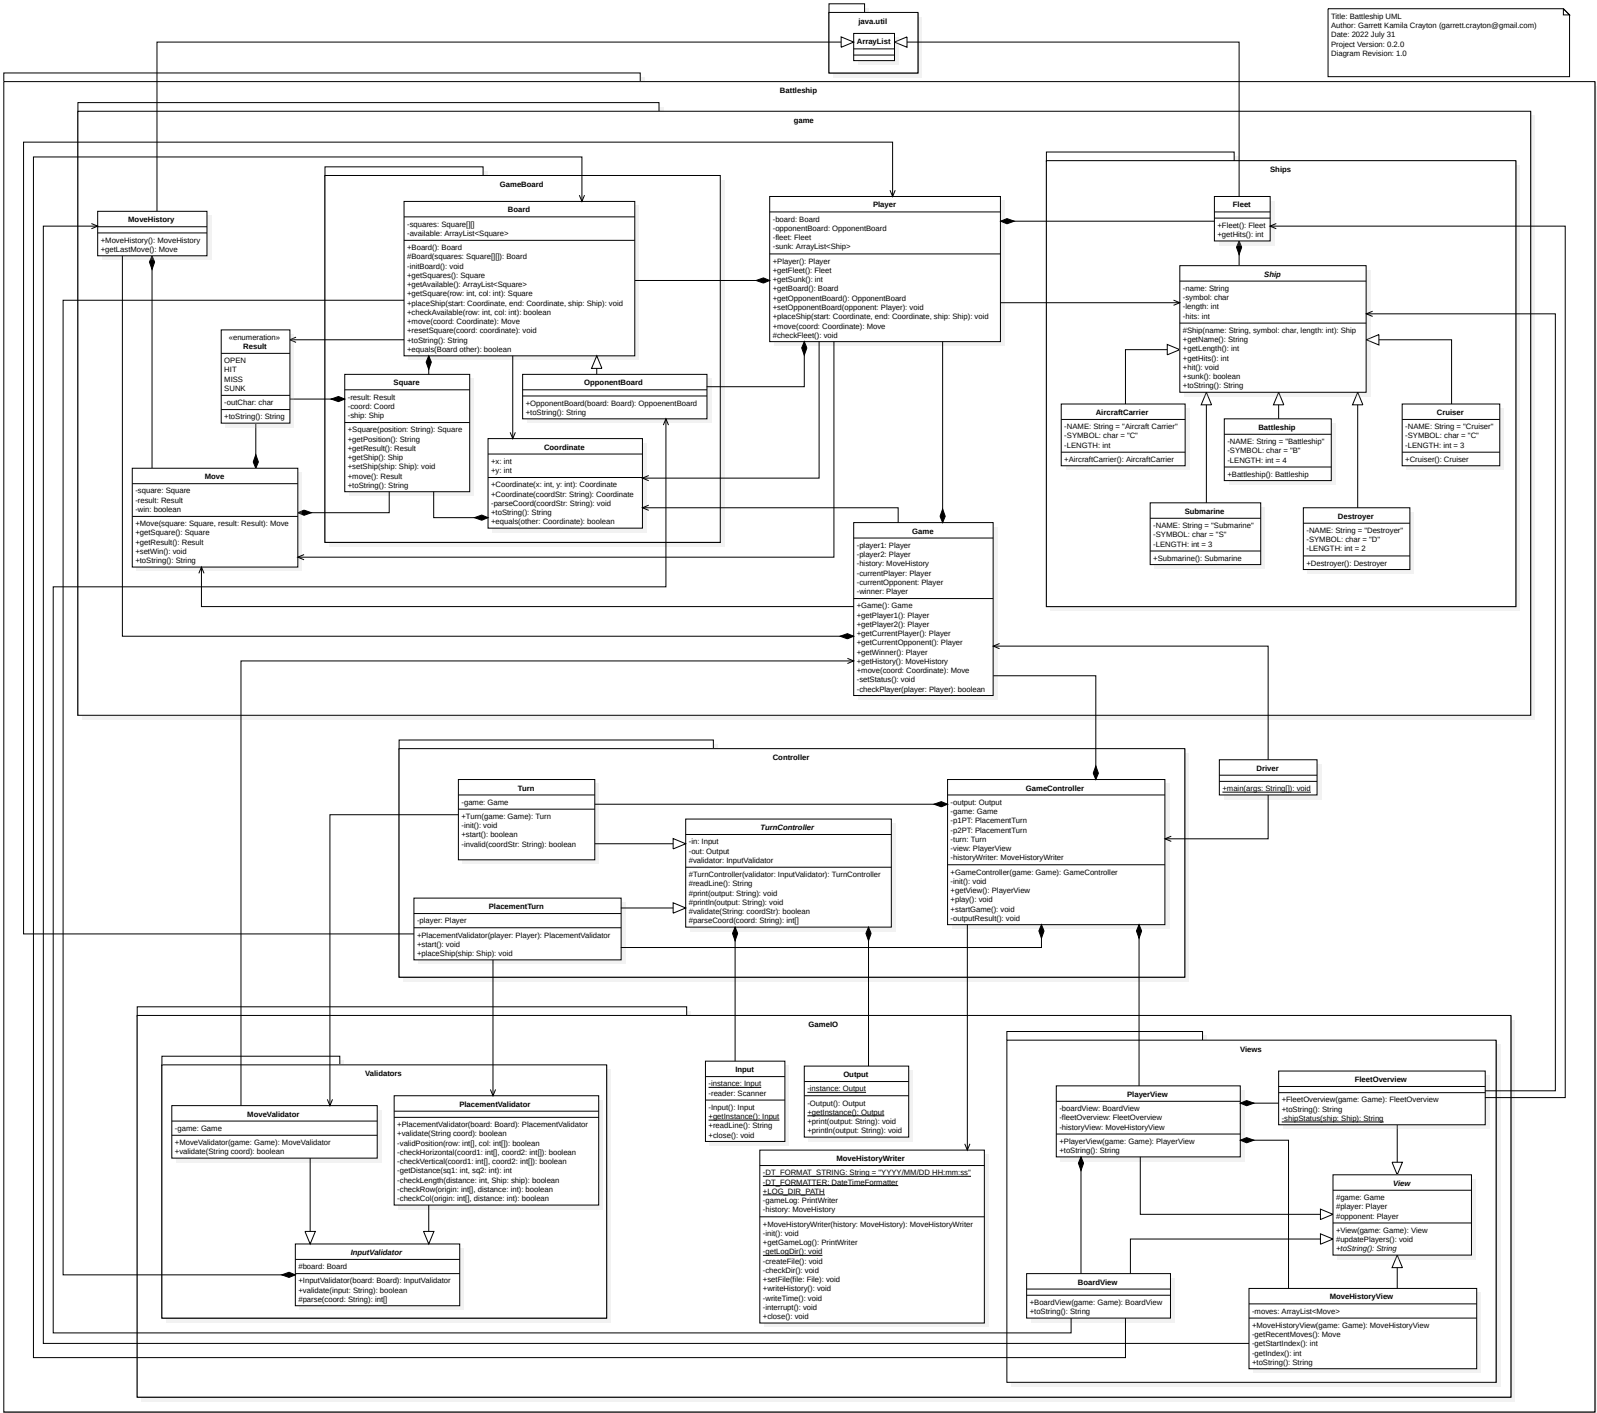 java.util
ArrayList
Title: Battleship UML
Author: Garrett Kamila Crayton (garrett.crayton@gmail.com)
Date: 2022 July 31
Project Version: 0.2.0
Diagram Revision: 1.0
Battleship
game
GameBoard
Ships
MoveHistory
+MoveHistory(): MoveHistory
+getLastMove(): Move
Board
-squares: Square[][]
-available: ArrayList<Square>
+Board(): Board
#Board(squares: Square[][]): Board
-initBoard(): void
+getSquares(): Square
+getAvailable(): ArrayList<Square>
+getSquare(row: int, col: int): Square
+placeShip(start: Coordinate, end: Coordinate, ship: Ship): void
+checkAvailable(row: int, col: int): boolean
+move(coord: Coordinate): Move
+resetSquare(coord: coordinate): void
+toString(): String
+equals(Board other): boolean
Player
-board: Board
-opponentBoard: OpponentBoard
-fleet: Fleet
-sunk: ArrayList<Ship>
+Player(): Player
+getFleet(): Fleet
+getSunk(): int
+getBoard(): Board
+getOpponentBoard(): OpponentBoard
+setOpponentBoard(opponent: Player): void
+placeShip(start: Coordinate, end: Coordinate, ship: Ship): void
+move(coord: Coordinate): Move
#checkFleet(): void
Fleet
+Fleet(): Fleet
+getHits(): int
Ship
-name: String
-symbol: char
-length: int
-hits: int
#Ship(name: String, symbol: char, length: int): Ship
+getName(): String
+getLength(): int
+getHits(): int
+hit(): void
+sunk(): boolean
+toString(): String
«enumeration»
Result
OPEN
HIT
MISS
SUNK
-outChar: char
+toString(): String
Square
-result: Result
-coord: Coord
-ship: Ship
+Square(position: String): Square
+getPosition(): String
+getResult(): Result
+getShip(): Ship
+setShip(ship: Ship): void
+move(): Result
+toString(): String
OpponentBoard
+OpponentBoard(board: Board): OppoenentBoard
+toString(): String
Coordinate
+x: int
+y: int
+Coordinate(x: int, y: int): Coordinate
+Coordinate(coordStr: String): Coordinate
-parseCoord(coordStr: String): void
+toString(): String
+equals(other: Coordinate): boolean
AircraftCarrier
-NAME: String = "Aircraft Carrier"
-SYMBOL: char = "C"
-LENGTH: int
+AircraftCarrier(): AircraftCarrier
Battleship
-NAME: String = "Battleship"
-SYMBOL: char = "B"
-LENGTH: int = 4
+Battleship(): Battleship
Cruiser
-NAME: String = "Cruiser"
-SYMBOL: char = "C"
-LENGTH: int = 3
+Cruiser(): Cruiser
Move
-square: Square
-result: Result
-win: boolean
+Move(square: Square, result: Result): Move
+getSquare(): Square
+getResult(): Result
+setWin(): void
+toString(): String
Submarine
-NAME: String = "Submarine"
-SYMBOL: char = "S"
-LENGTH: int = 3
+Submarine(): Submarine
Destroyer
-NAME: String = "Destroyer"
-SYMBOL: char = "D"
-LENGTH: int = 2
+Destroyer(): Destroyer
Game
-player1: Player
-player2: Player
-history: MoveHistory
-currentPlayer: Player
-currentOpponent: Player
-winner: Player
+Game(): Game
+getPlayer1(): Player
+getPlayer2(): Player
+getCurrentPlayer(): Player
+getCurrentOpponent(): Player
+getWinner(): Player
+getHistory(): MoveHistory
+move(coord: Coordinate): Move
-setStatus(): void
-checkPlayer(player: Player): boolean
Controller
Turn
-game: Game
+Turn(game: Game): Turn
-init(): void
+start(): boolean
-invalid(coordStr: String): boolean
TurnController
-in: Input
-out: Output
#validator: InputValidator
#TurnController(validator: InputValidator): TurnController
#readLine(): String
#print(output: String): void
#println(output: String): void
#validate(String: coordStr): boolean
#parseCoord(coord: String): int[]
GameController
-output: Output
-game: Game
-p1PT: PlacementTurn
-p2PT: PlacementTurn
-turn: Turn
-view: PlayerView
-historyWriter: MoveHistoryWriter
+GameController(game: Game): GameController
-init(): void
+getView(): PlayerView
+play(): void
+startGame(): void
-outputResult(): void
Driver
+main(args: String[]): void
PlacementTurn
-player: Player
+PlacementValidator(player: Player): PlacementValidator
+start(): void
+placeShip(ship: Ship): void
GameIO
Validators
MoveValidator
-game: Game
+MoveValidator(game: Game): MoveValidator
+validate(String coord): boolean
PlacementValidator
+PlacementValidator(board: Board): PlacementValidator
+validate(String coord): boolean
-validPosition(row: int[], col: int[]): boolean
-checkHorizontal(coord1: int[], coord2: int[]): boolean
-checkVertical(coord1: int[], coord2: int[]): boolean
-getDistance(sq1: int, sq2: int): int
-checkLength(distance: int, Ship: ship): boolean
-checkRow(origin: int[], distance: int): boolean
-checkCol(origin: int[], distance: int): boolean
InputValidator
#board: Board
+InputValidator(board: Board): InputValidator
+validate(input: String): boolean
#parse(coord: String): int[]
Input
-instance: Input
-reader: Scanner
-Input(): Input
+getInstance(): Input
+readLine(): String
+close(): void
Output
-instance: Output
-Output(): Output
+getInstance(): Output
+print(output: String): void
+println(output: String): void
MoveHistoryWriter
-DT_FORMAT_STRING: String = "YYYY/MM/DD HH:mm:ss"
-DT_FORMATTER: DateTimeFormatter
+LOG_DIR_PATH
-gameLog: PrintWriter
-history: MoveHistory
+MoveHistoryWriter(history: MoveHistory): MoveHistoryWriter
-init(): void
+getGameLog(): PrintWriter
-getLogDir(): void
-createFile(): void
-checkDir(): void
+setFile(file: File): void
+writeHistory(): void
-writeTime(): void
-interrupt(): void
+close(): void
Views
PlayerView
-boardView: BoardView
-fleetOverview: FleetOverview
-historyView: MoveHistoryView
+PlayerView(game: Game): PlayerView
+toString(): String
FleetOverview
+FleetOverview(game: Game): FleetOverview
+toString(): String
-shipStatus(ship: Ship): String
View
#game: Game
#player: Player
#opponent: Player
+View(game: Game): View
#updatePlayers(): void
+toString(): String
BoardView
+BoardView(game: Game): BoardView
+toString(): String
MoveHistoryView
-moves: ArrayList<Move>
+MoveHistoryView(game: Game): MoveHistoryView
-getRecentMoves(): Move
-getStartIndex(): int
-getIndex(): int
+toString(): String